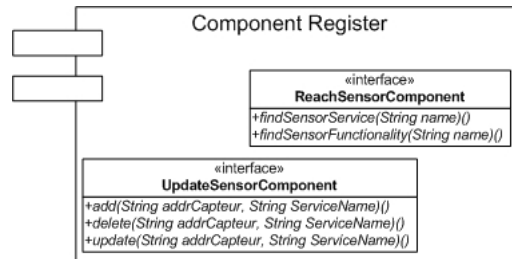 Component Register
«interface»
ReachSensorComponent
+findSensorService(String name)()
+findSensorFunctionality(String name)()
«interface»
UpdateSensorComponent
+add(String addrCapteur, String ServiceName)()
+delete(String addrCapteur, String ServiceName)()
+update(String addrCapteur, String ServiceName)()